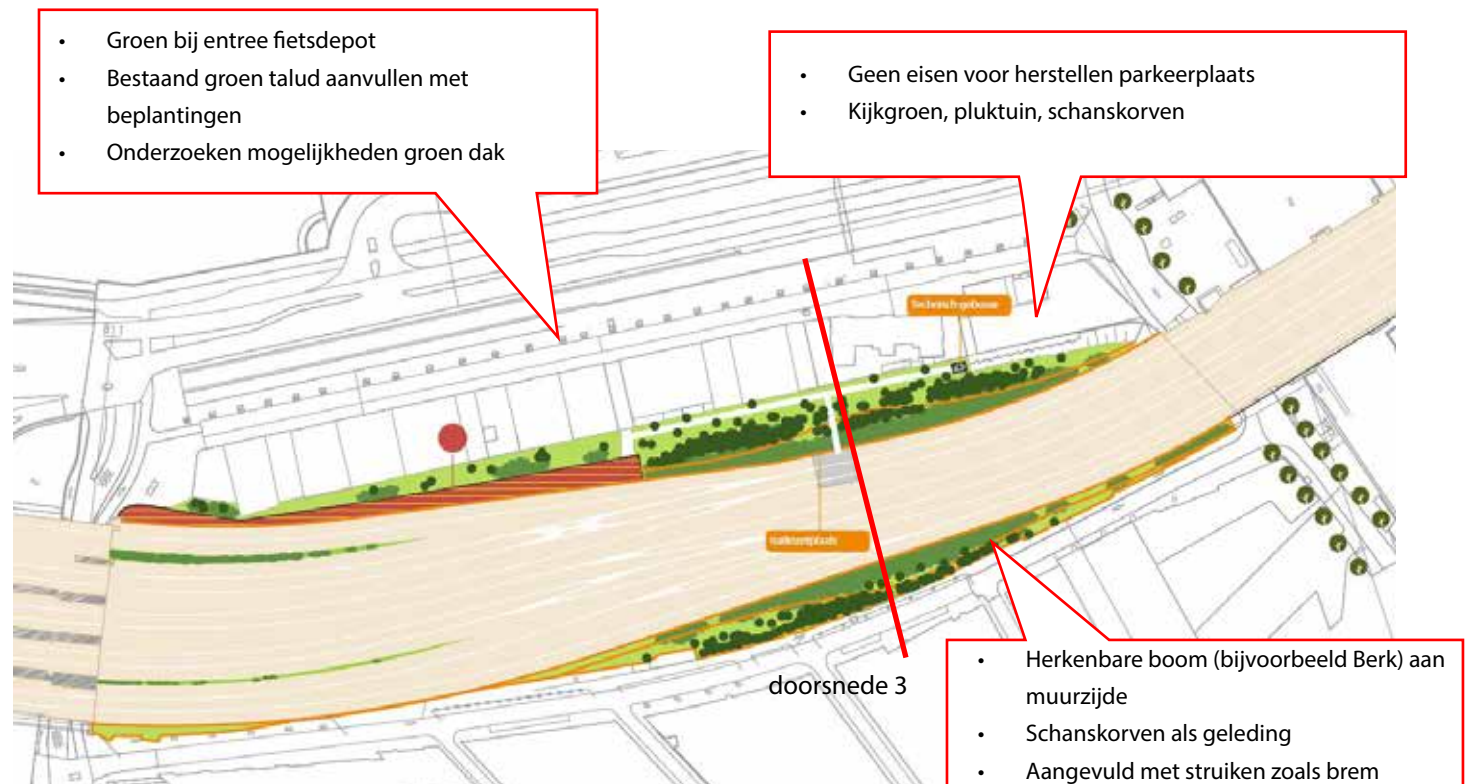 • Groen bij entree fietsdepot
• Bestaand groen talud aanvullen met
beplantingen
• Onderzoeken mogelijkheden groen dak
• Geen eisen voor herstellen parkeerplaats
• Kijkgroen, pluktuin, schanskorven
Technisch gebouw
doorsnede 3
• Herkenbare boom (bijvoorbeeld Berk) aan
muurzijde
• Schanskorven als geleding
• Aangevuld met struiken zoals brem